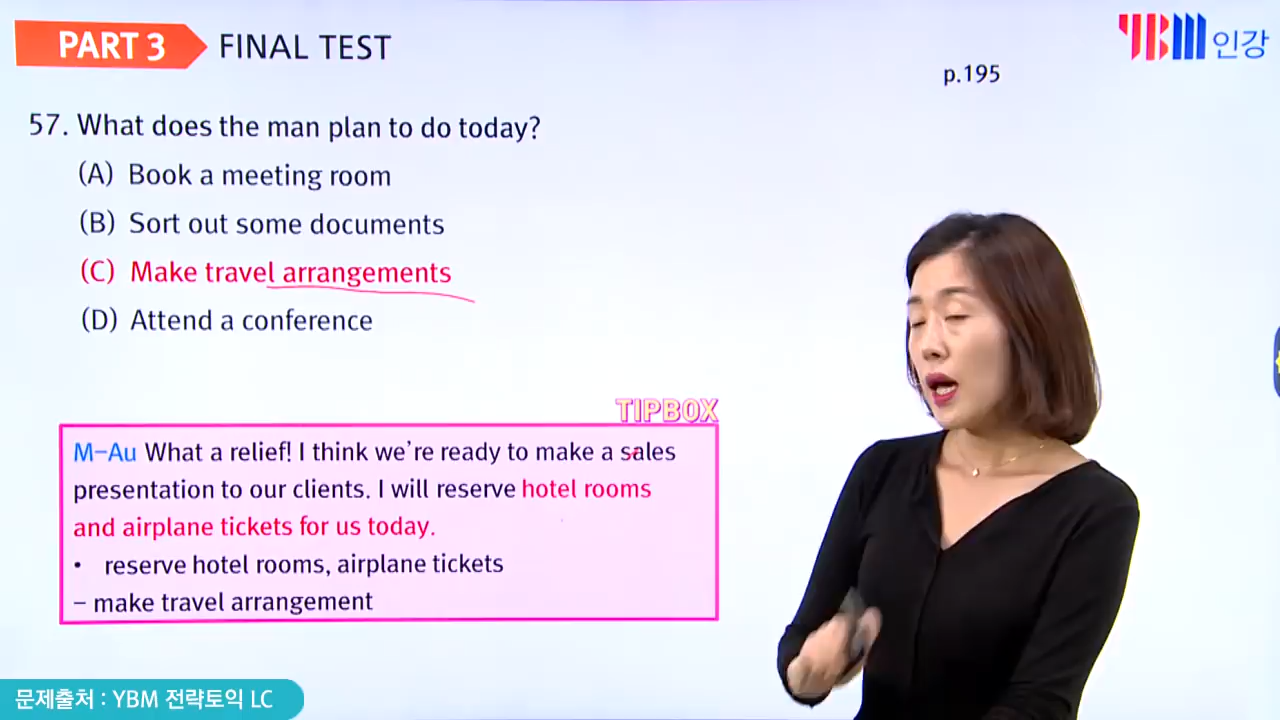 PART 3 FINAL TEST
YBM 인강
p.195
57. What does the man plan to do today?
(A) Book a meeting room
(B) Sort out some documents
(C) Make travel arrangements
(D) Attend a conference
TIPBOX
M-Au What a relief! I think we're ready to make a sales
presentation to our clients. I will reserve hotel rooms
and airplane tickets for us today.
• reserve hotel rooms, airplane tickets
– make travel arrangement
문제출처 : YBM 전략토익 LC